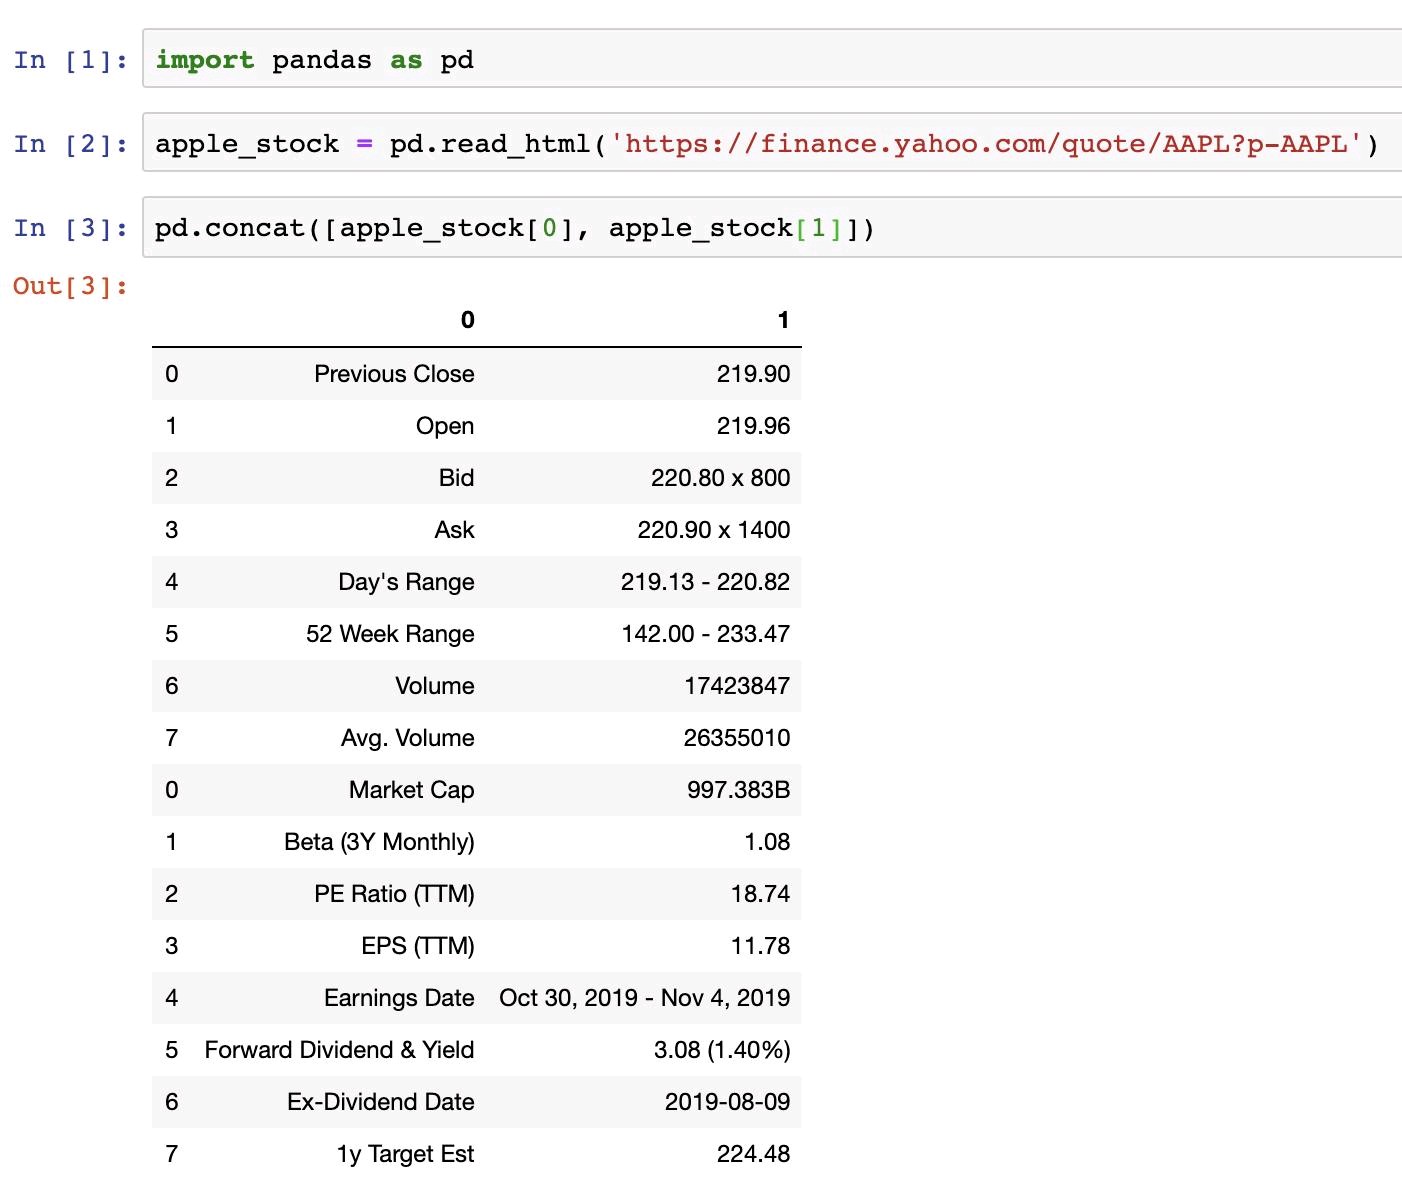 In [1]: import pandas as pd
In [2]: apple_stock = pd.read_html('https://finance.yahoo.com/quote/AAPL?p-AAPL')
In [3]: pd.concat([apple_stock[0], apple_stock[1]])
Out[3]:
0 1
0 Previous Close 219.90
1 Open 219.96
2 Bid 220.80 x 800
3 Ask 220.90 x 1400
4 Day's Range 219.13 - 220.82
5 52 Week Range 142.00 - 233.47
6 Volume 17423847
7 Avg. Volume 26355010
0 Market Cap 997.383B
1 Beta (3Y Monthly) 1.08
2 PE Ratio (TTM) 18.74
3 EPS (TTM) 11.78
4 Earnings Date Oct 30, 2019 - Nov 4, 2019
5 Forward Dividend & Yield 3.08 (1.40%)
6 Ex-Dividend Date 2019-08-09
7 1y Target Est 224.48